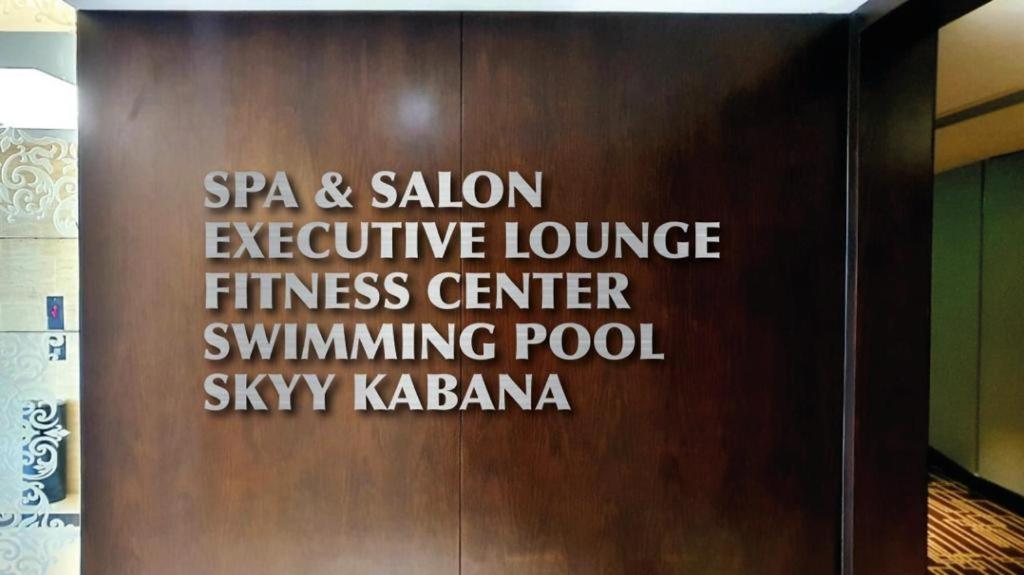 SPA & SALON
EXECUTIVE LOUNGE
FITNESS CENTER
SWIMMING POOL
SKYY KABANA